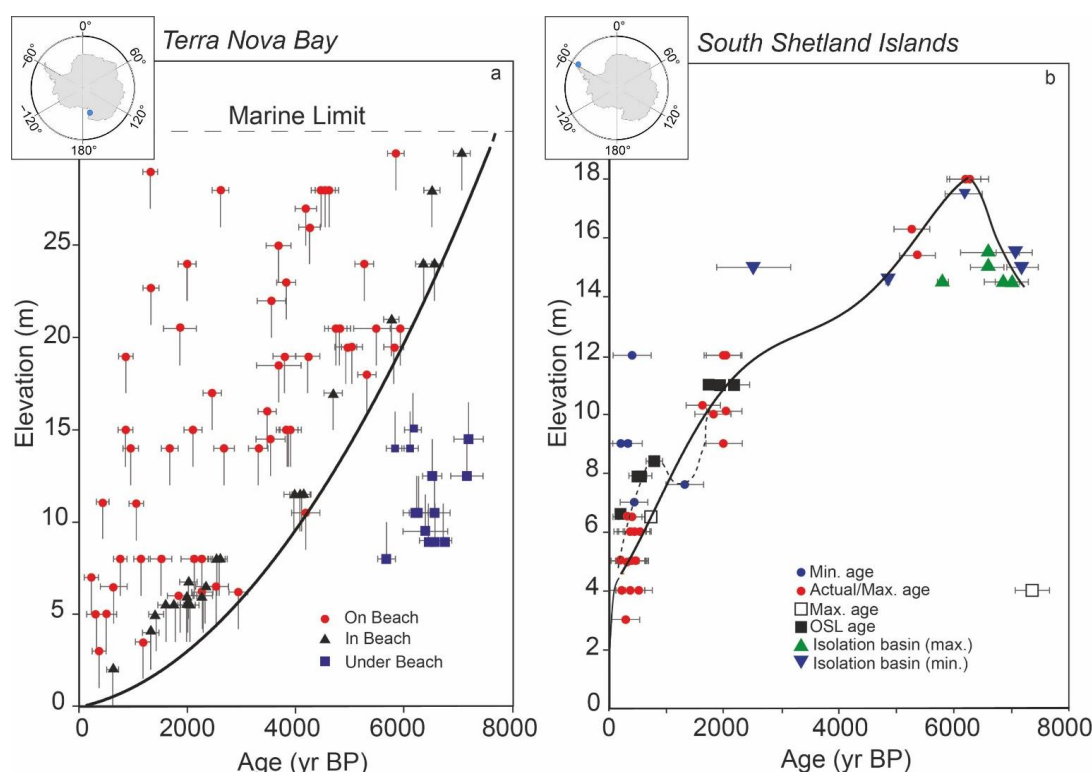 Terra Nova Bay
0°
60°
120°
180°
−120°
−60°
a
Marine Limit
Elevation (m)
25
20
15
10
5
0
On Beach
In Beach
Under Beach
0 2000 4000 6000 8000
Age (yr BP)
South Shetland Islands
0°
60°
120°
180°
−120°
−60°
b
Elevation (m)
18
16
14
12
10
8
6
4
2
0
Min. age
Actual/Max. age
Max. age
OSL age
Isolation basin (max.)
Isolation basin (min.)
0 2000 4000 6000 8000
Age (yr BP)